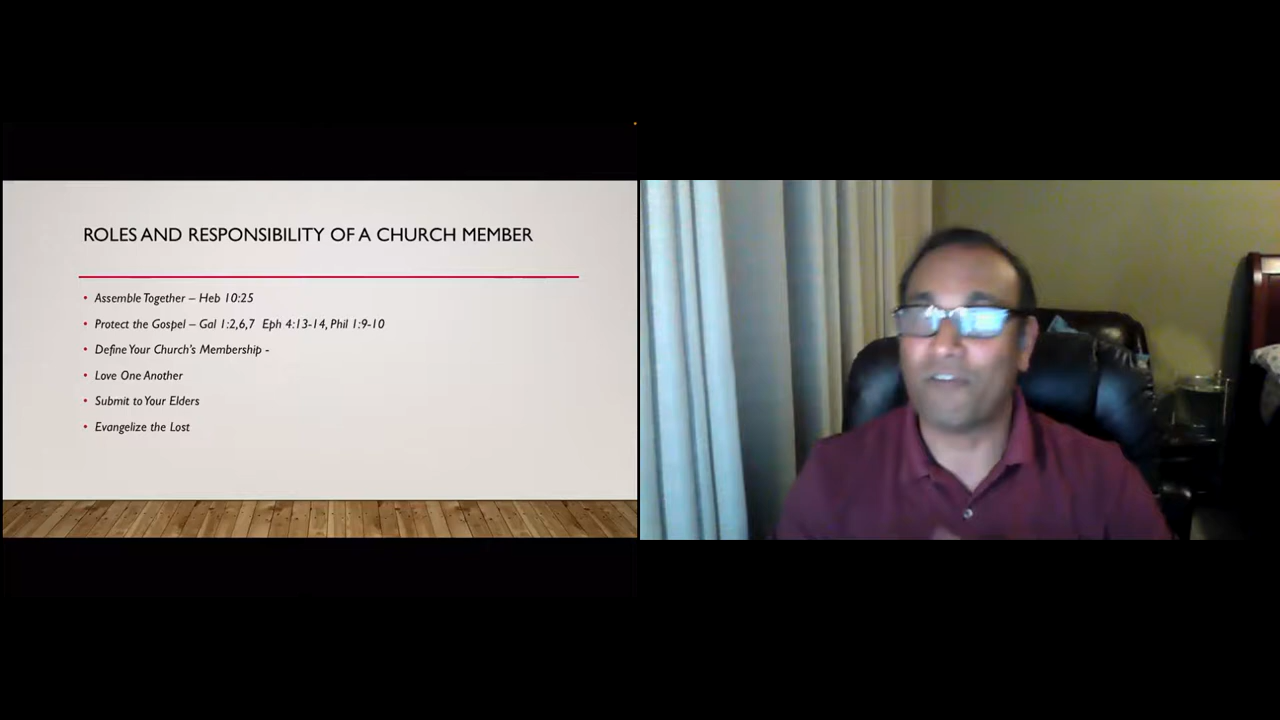 ROLES AND RESPONSIBILITY OF A CHURCH MEMBER
• Assemble Together – Heb 10:25
• Protect the Gospel – Gal 1:2,6,7 Eph 4:13-14, Phil 1:9-10
• Define Your Church's Membership -
• Love One Another
• Submit to Your Elders
• Evangelize the Lost